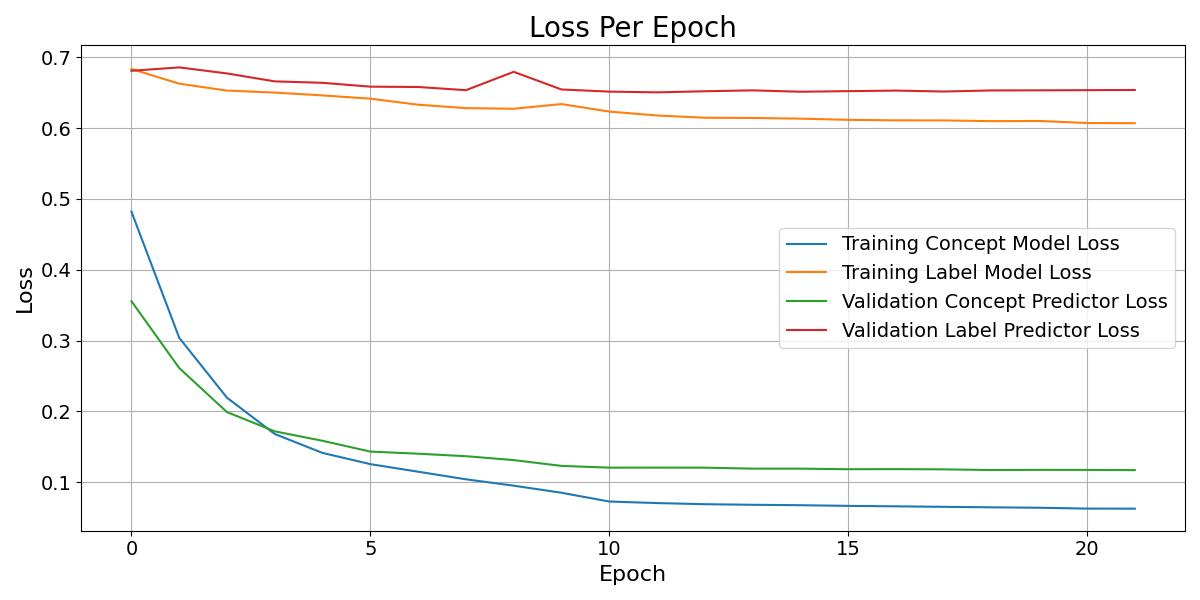 Loss Per Epoch
0.7
0.6
0.5
0.4
0.3
0.2
0.1
Loss
Training Concept Model Loss
Training Label Model Loss
Validation Concept Predictor Loss
Validation Label Predictor Loss
0 5 10 15 20
Epoch